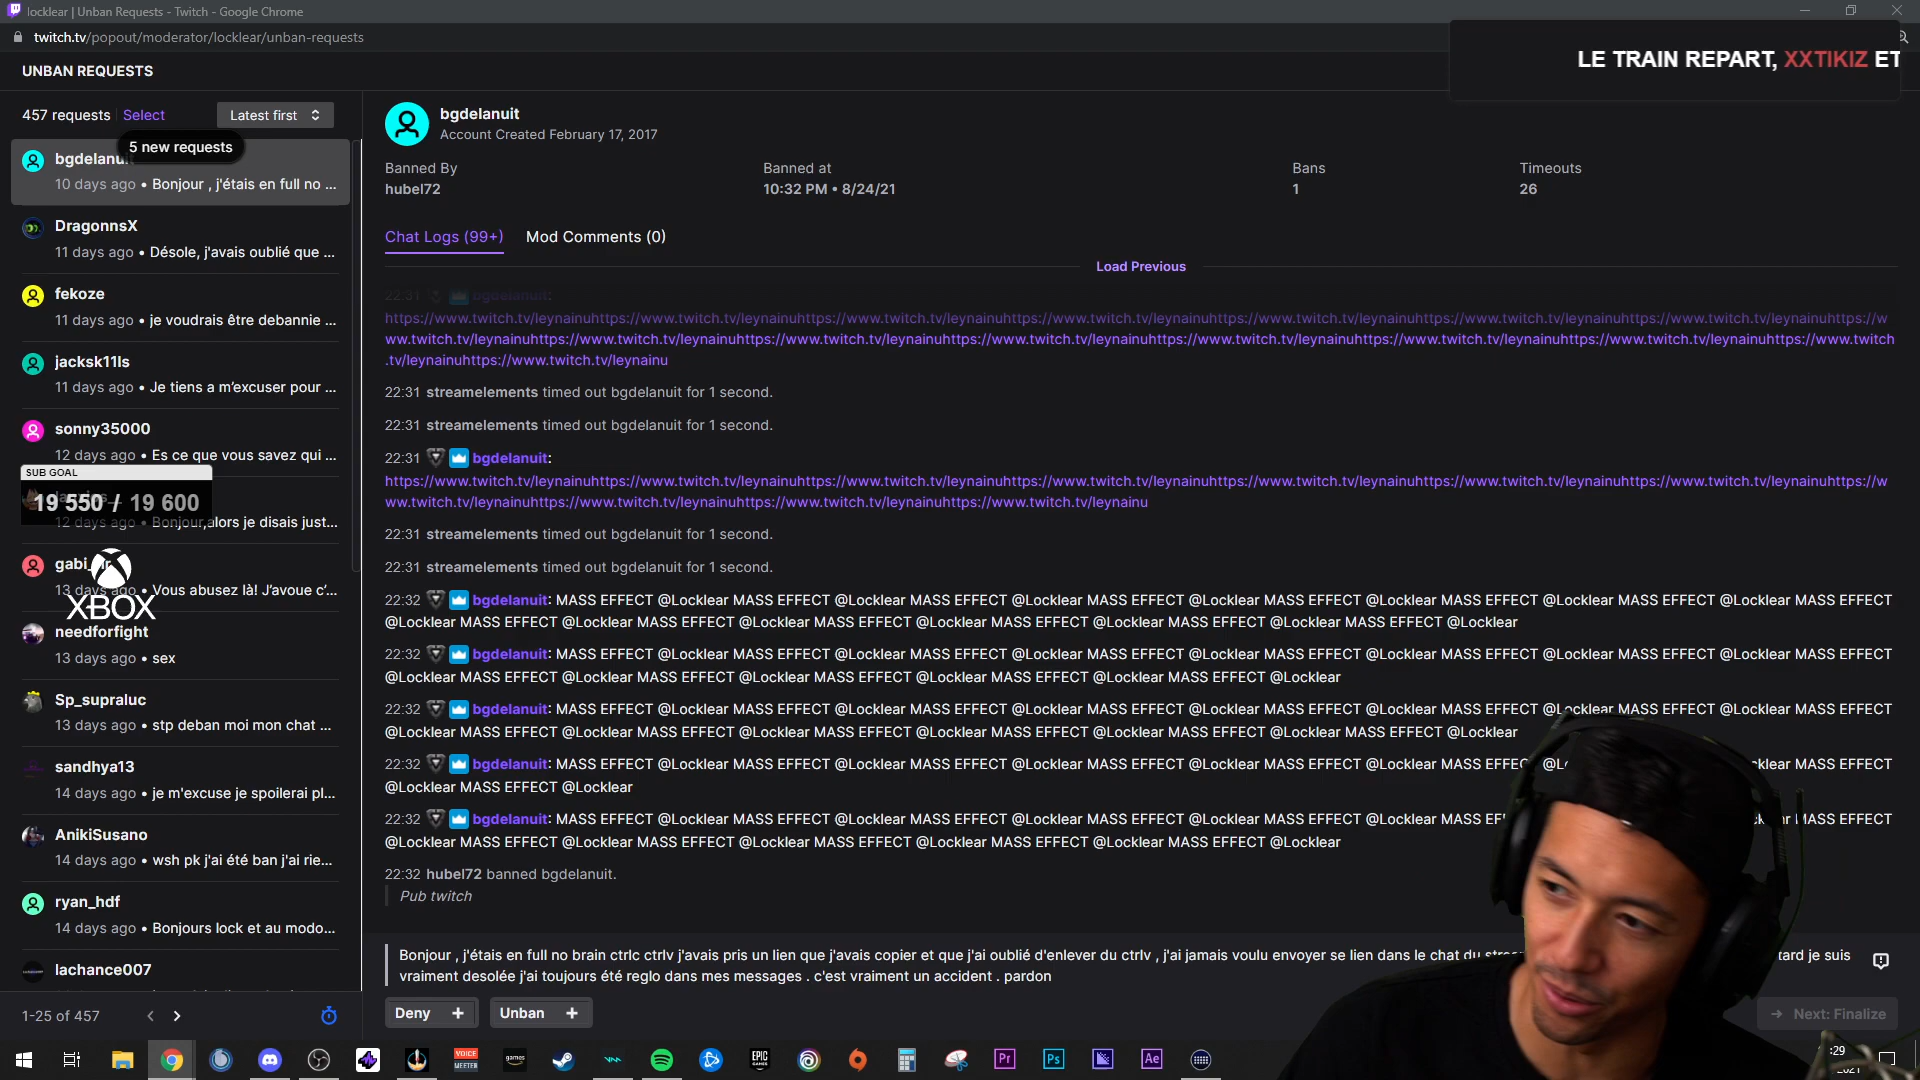 locklear | Unban Requests - Twitch - Google Chrome
twitch.tv/popout/moderator/locklear/unban-requests
LE TRAIN REPART, XXTIKIZ ET
UNBAN REQUESTS
457 requests Select Latest first
5 new requests
10 days ago • Bonjour , j'étais en full no ...
DragonnsX
11 days ago • Désole, j'avais oublié que ...
fekoze
11 days ago • je voudrais être debannie ...
jacksk11ls
11 days ago • Je tiens a m'excuser pour ...
sonny35000
12 days ago • Es ce que vous savez qui ...
SUB GOAL
19 550 / 19 600
12 days ago • Bonjour,alors je disais just...
13 days ago • Vous abusez là! J'avoue c'...
XBOX
needforfight
13 days ago • sex
Sp_supraluc
13 days ago • stp deban moi mon chat ...
sandhya13
14 days ago • je m'excuse je spoilerai pl...
AnikiSusano
14 days ago • wsh pk j'ai été ban j'ai rie...
ryan_hdf
14 days ago • Bonjours lock et au modo...
lachance007
1-25 of 457
bgdelanuit
Account Created February 17, 2017
Banned By Banned at Bans Timeouts
hubel72 10:32 PM • 8/24/21 1 26
Chat Logs (99+) Mod Comments (0)
Load Previous
22:31 bgdelanuit:
https://www.twitch.tv/leynainuhttps://www.twitch.tv/leynainuhttps://www.twitch.tv/leynainuhttps://www.twitch.tv/leynainuhttps://www.twitch.tv/leynainuhttps://www.twitch.tv/leynainuhttps://www.twitch.tv/leynainuhttps://w
ww.twitch.tv/leynainuhttps://www.twitch.tv/leynainuhttps://www.twitch.tv/leynainuhttps://www.twitch.tv/leynainuhttps://www.twitch.tv/leynainuhttps://www.twitch.tv/leynainuhttps://www.twitch.tv/leynainuhttps://www.twitch
.tv/leynainuhttps://www.twitch.tv/leynainu
22:31 streamelements timed out bgdelanuit for 1 second.
22:31 streamelements timed out bgdelanuit for 1 second.
22:31 bgdelanuit:
https://www.twitch.tv/leynainuhttps://www.twitch.tv/leynainuhttps://www.twitch.tv/leynainuhttps://www.twitch.tv/leynainuhttps://www.twitch.tv/leynainuhttps://www.twitch.tv/leynainuhttps://www.twitch.tv/leynainuhttps://w
ww.twitch.tv/leynainuhttps://www.twitch.tv/leynainuhttps://www.twitch.tv/leynainuhttps://www.twitch.tv/leynainu
22:31 streamelements timed out bgdelanuit for 1 second.
22:31 streamelements timed out bgdelanuit for 1 second.
22:32 bgdelanuit: MASS EFFECT @Locklear MASS EFFECT @Locklear MASS EFFECT @Locklear MASS EFFECT @Locklear MASS EFFECT @Locklear MASS EFFECT @Locklear MASS EFFECT @Locklear MASS EFFECT
@Locklear MASS EFFECT @Locklear MASS EFFECT @Locklear MASS EFFECT @Locklear MASS EFFECT @Locklear MASS EFFECT @Locklear MASS EFFECT @Locklear
22:32 bgdelanuit: MASS EFFECT @Locklear MASS EFFECT @Locklear MASS EFFECT @Locklear MASS EFFECT @Locklear MASS EFFECT @Locklear MASS EFFECT @Locklear MASS EFFECT @Locklear MASS EFFECT
@Locklear MASS EFFECT @Locklear MASS EFFECT @Locklear MASS EFFECT @Locklear MASS EFFECT @Locklear MASS EFFECT @Locklear
22:32 bgdelanuit: MASS EFFECT @Locklear MASS EFFECT @Locklear MASS EFFECT @Locklear MASS EFFECT @Locklear MASS EFFECT @Locklear MASS EFFECT @Locklear MASS EFFECT @Locklear MASS EFFECT
@Locklear MASS EFFECT @Locklear MASS EFFECT @Locklear MASS EFFECT @Locklear MASS EFFECT @Locklear MASS EFFECT @Locklear MASS EFFECT @Locklear
22:32 bgdelanuit: MASS EFFECT @Locklear MASS EFFECT @Locklear MASS EFFECT @Locklear MASS EFFECT @Locklear MASS EFFECT @Locklear MASS EFFECT MASS EFFECT
@Locklear MASS EFFECT @Locklear
22:32 bgdelanuit: MASS EFFECT @Locklear MASS EFFECT @Locklear MASS EFFECT @Locklear MASS EFFECT @Locklear MASS EFFECT @Locklear MASS MASS EFFECT
@Locklear MASS EFFECT @Locklear MASS EFFECT @Locklear MASS EFFECT @Locklear MASS EFFECT @Locklear MASS EFFECT @Locklear
22:32 hubel72 banned bgdelanuit.
Pub twitch
Bonjour , j'étais en full no brain ctrlc ctrlv j'avais pris un lien que j'avais copier et que j'ai oublié d'enlever du ctrlv , j'ai jamais voulu envoyer se lien dans le chat du tard je suis
vraiment desolée j'ai toujours été reglo dans mes messages . c'est vraiment un accident . pardon
Deny + Unban + Next: Finalize
VOICE MEETER games EPIC GAMES Pr Ps Ae